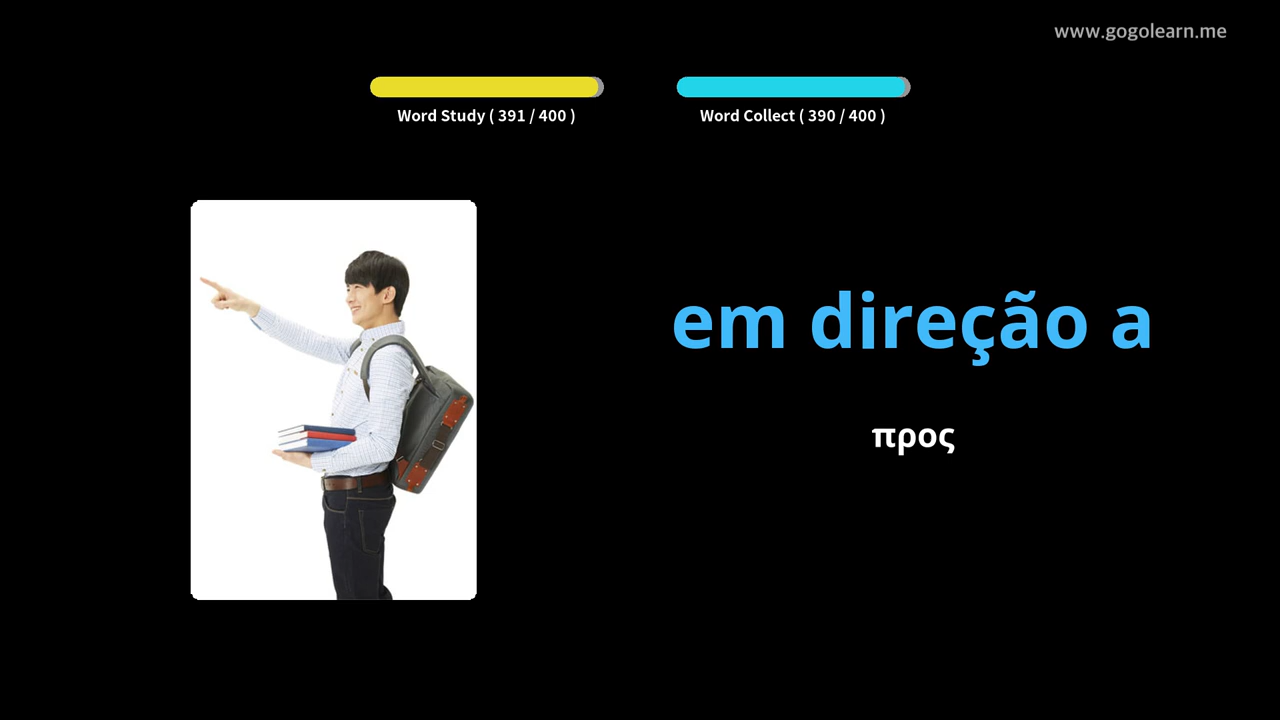 www.gogolearn.me
Word Study ( 391 / 400 )
Word Collect ( 390 / 400 )
em direção a
προς